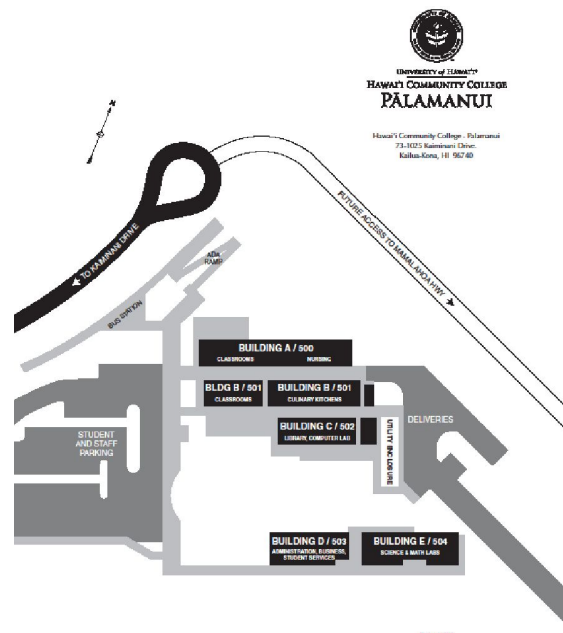 UNIVERSITY of HAWAI'I®
HAWAI'I COMMUNITY COLLEGE
PĀLAMANUI
Hawai'i Community College - Palamanui
73-1025 Kaiminani Drive.
Kailua-Kona, HI 96740
N
FUTURE ACCESS TO MAMALAHOA HWY
TO KAIMINANI DRIVE
ADA
RAMP
BUS STATION
BUILDING A / 500
CLASSROOMS NURSING
BLDG B / 501
CLASSROOMS
BUILDING B / 501
CULINARY KITCHENS
BUILDING C / 502
LIBRARY, COMPUTER LAB
DELIVERIES
UTILITY ENCLOSURE
STUDENT
AND STAFF
PARKING
BUILDING D / 503
ADMINISTRATION, BUSINESS,
STUDENT SERVICES
BUILDING E / 504
SCIENCE & MATH LABS